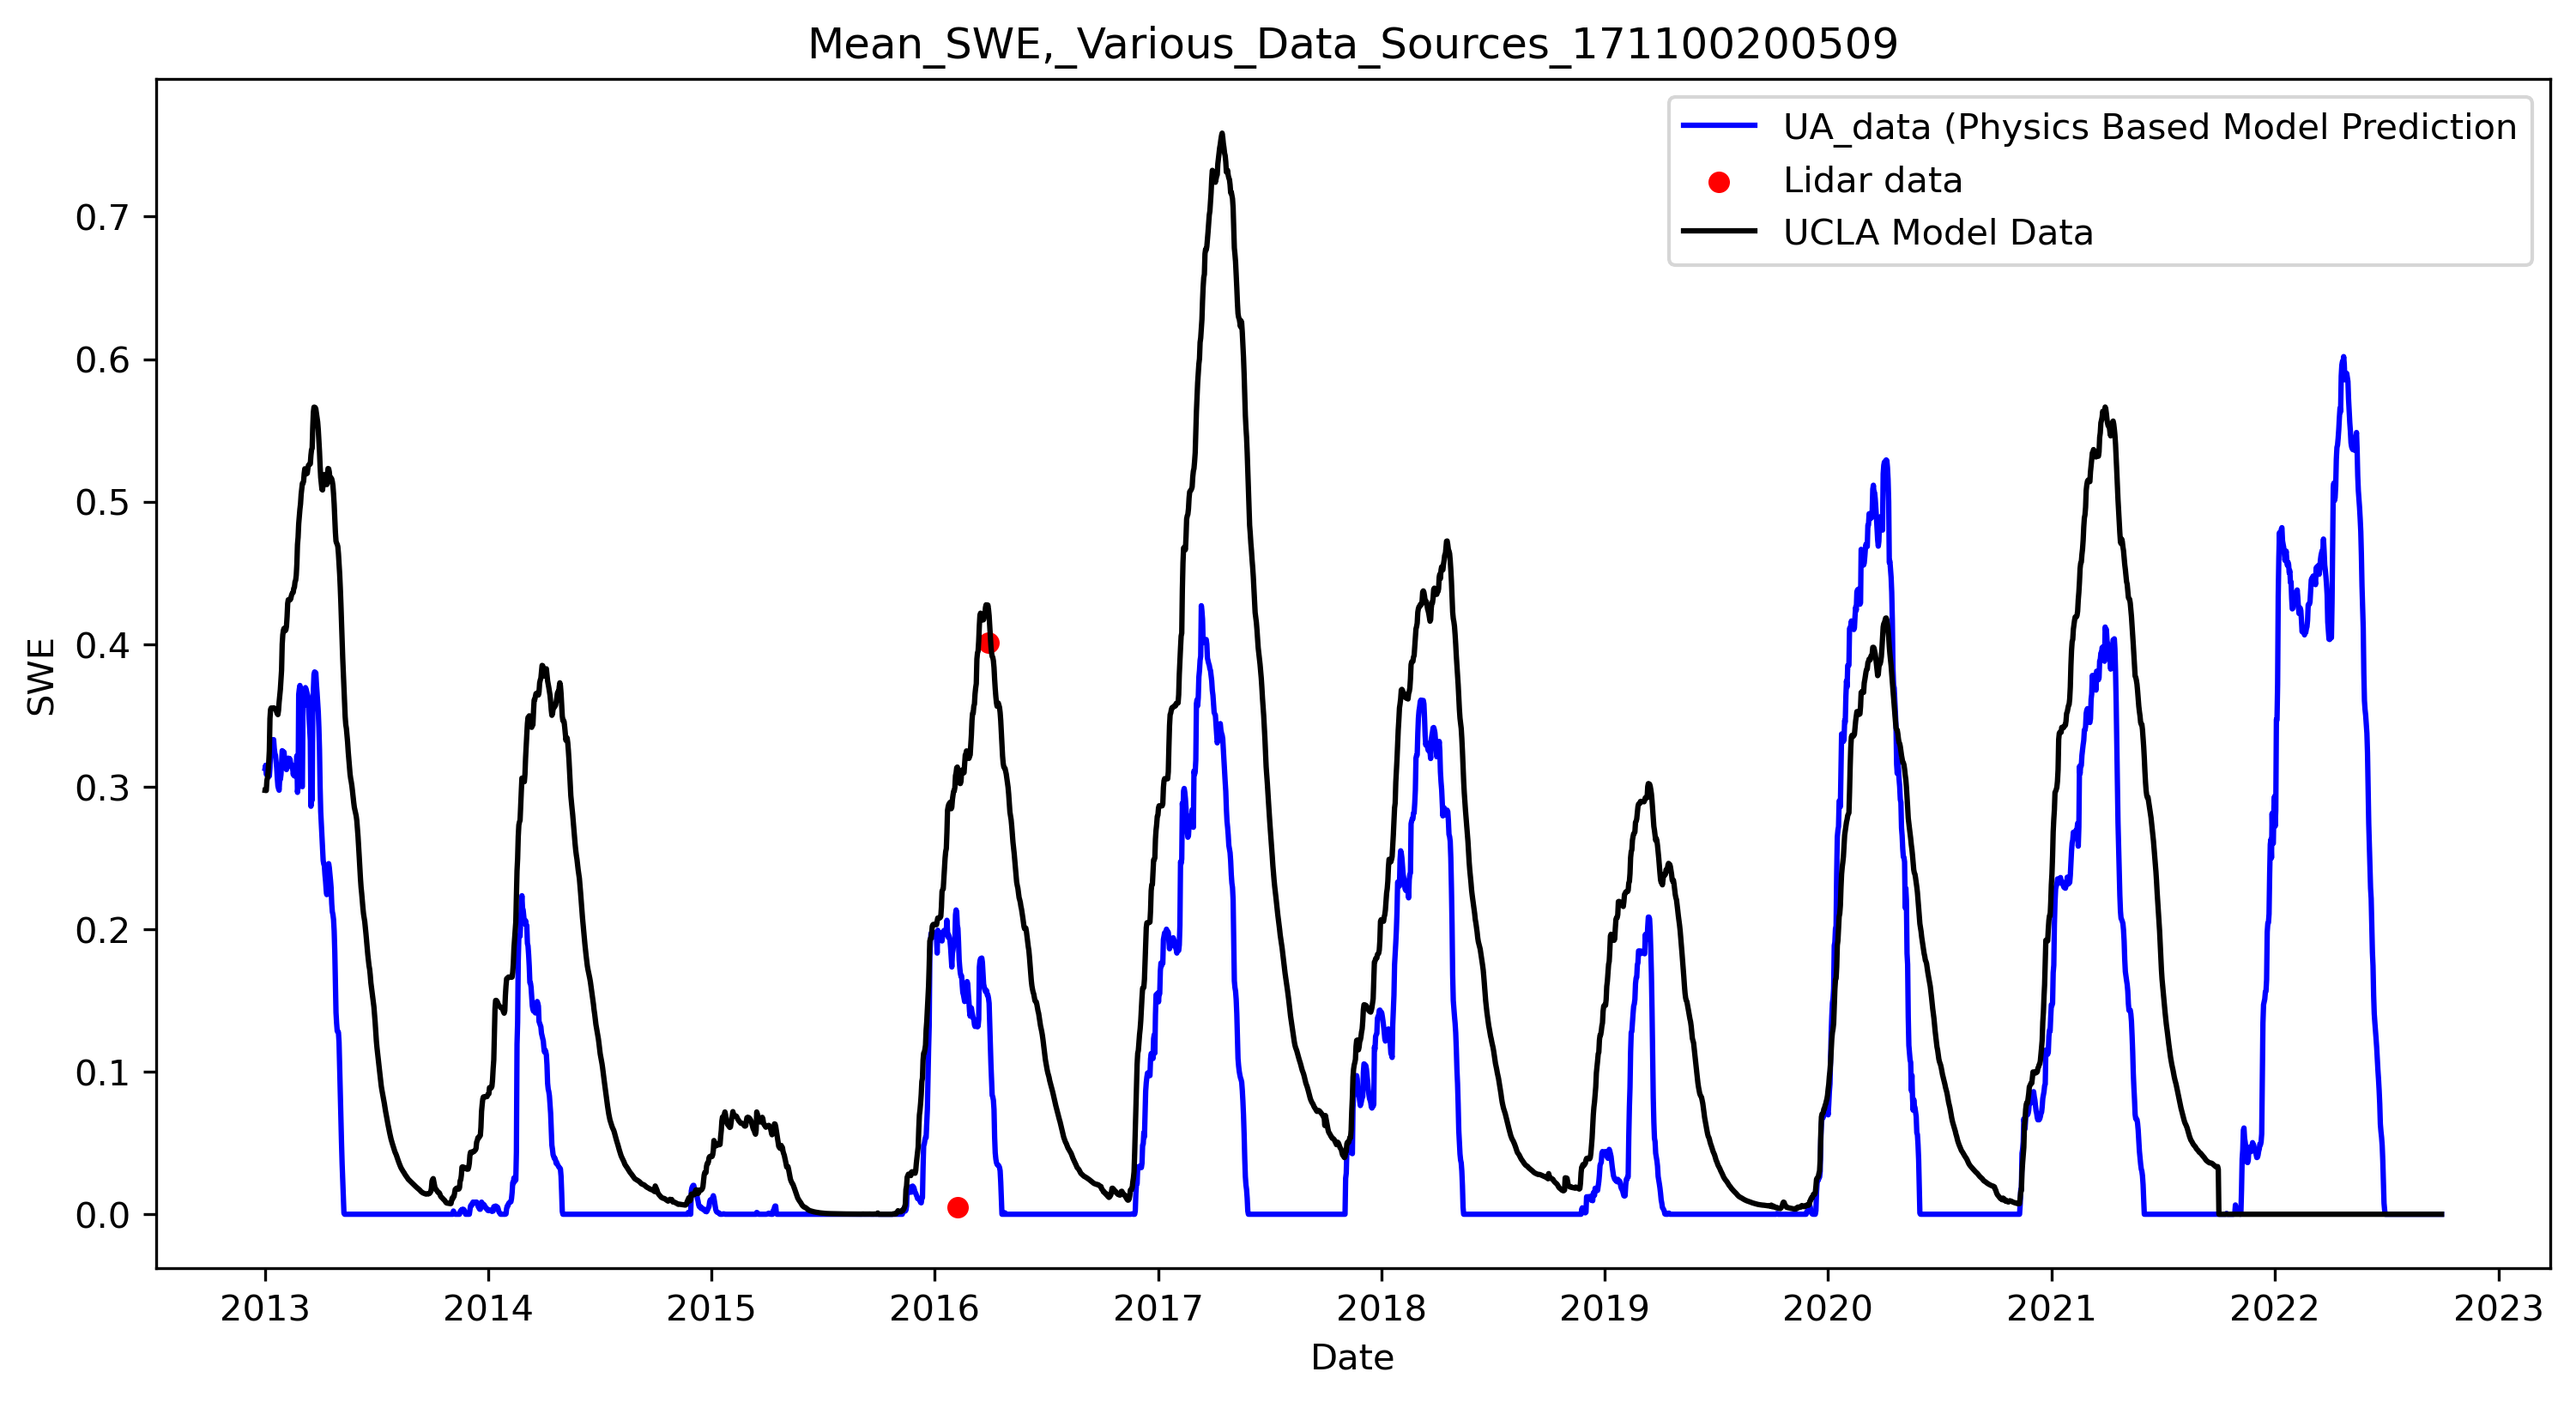 Mean_SWE,_Various_Data_Sources_171100200509
UA_data (Physics Based Model Prediction
Lidar data
UCLA Model Data
SWE
0.7
0.6
0.5
0.4
0.3
0.2
0.1
0.0
2013 2014 2015 2016 2017 2018 2019 2020 2021 2022 2023
Date